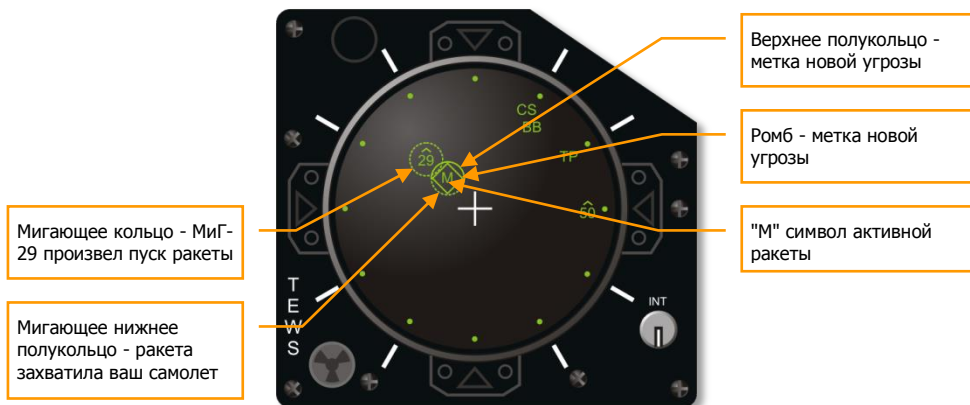 Верхнее полукольцо -
метка новой угрозы
CS
BB
Ромб - метка новой
угрозы
TP
29
M
Мигающее кольцо - МиГ-
29 произвел пуск ракеты
50
"М" символ активной
ракеты
TEWS
INT
Мигающее нижнее
полукольцо - ракета
захватила ваш самолет